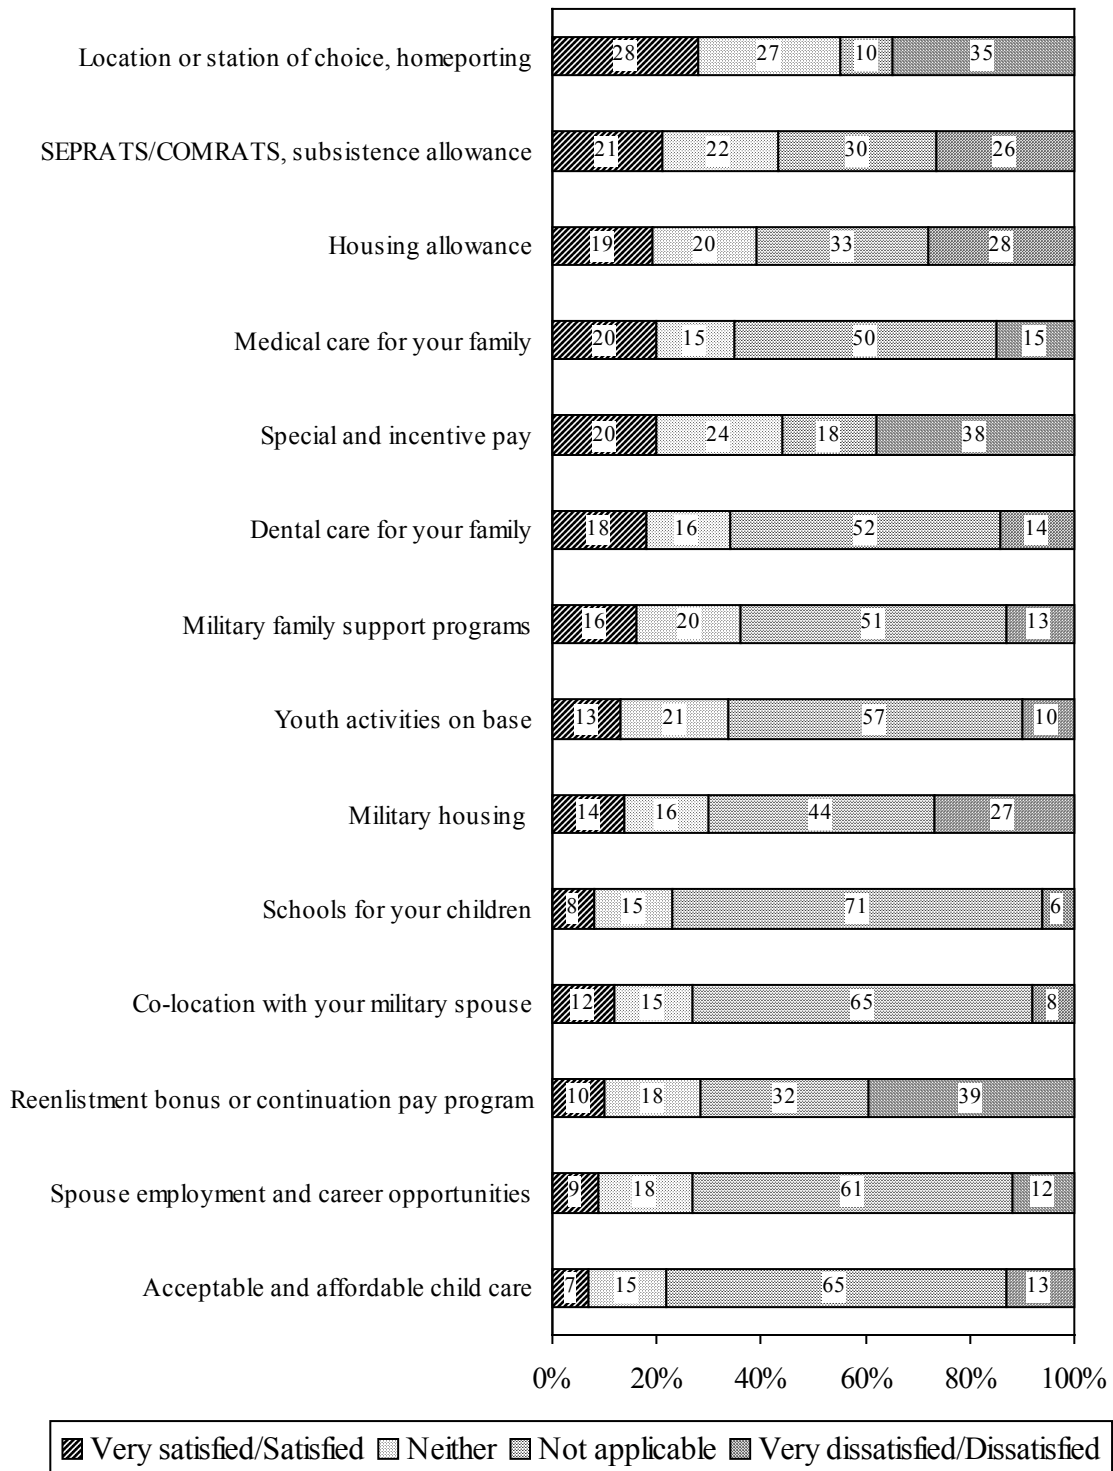 Location or station of choice, homeporting 28 27 10 35
SEPRATS/COMRATS, subsistence allowance 21 22 30 26
Housing allowance 19 20 33 28
Medical care for your family 20 15 50 15
Special and incentive pay 20 24 18 38
Dental care for your family 18 16 52 14
Military family support programs 16 20 51 13
Youth activities on base 13 21 57 10
Military housing 14 16 44 27
Schools for your children 8 15 71 6
Co-location with your military spouse 12 15 65 8
Reenlistment bonus or continuation pay program 10 18 32 39
Spouse employment and career opportunities 9 18 61 12
Acceptable and affordable child care 7 15 65 13
0% 20% 40% 60% 80% 100%
Very satisfied/Satisfied Neither Not applicable Very dissatisfied/Dissatisfied